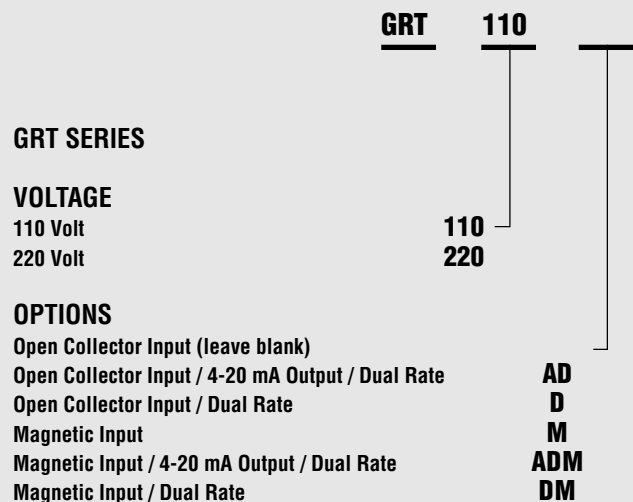 GRT 110
GRT SERIES
VOLTAGE
110 Volt 110
220 Volt 220
OPTIONS
Open Collector Input (leave blank)
Open Collector Input / 4-20 mA Output / Dual Rate AD
Open Collector Input / Dual Rate D
Magnetic Input M
Magnetic Input / 4-20 mA Output / Dual Rate ADM
Magnetic Input / Dual Rate DM